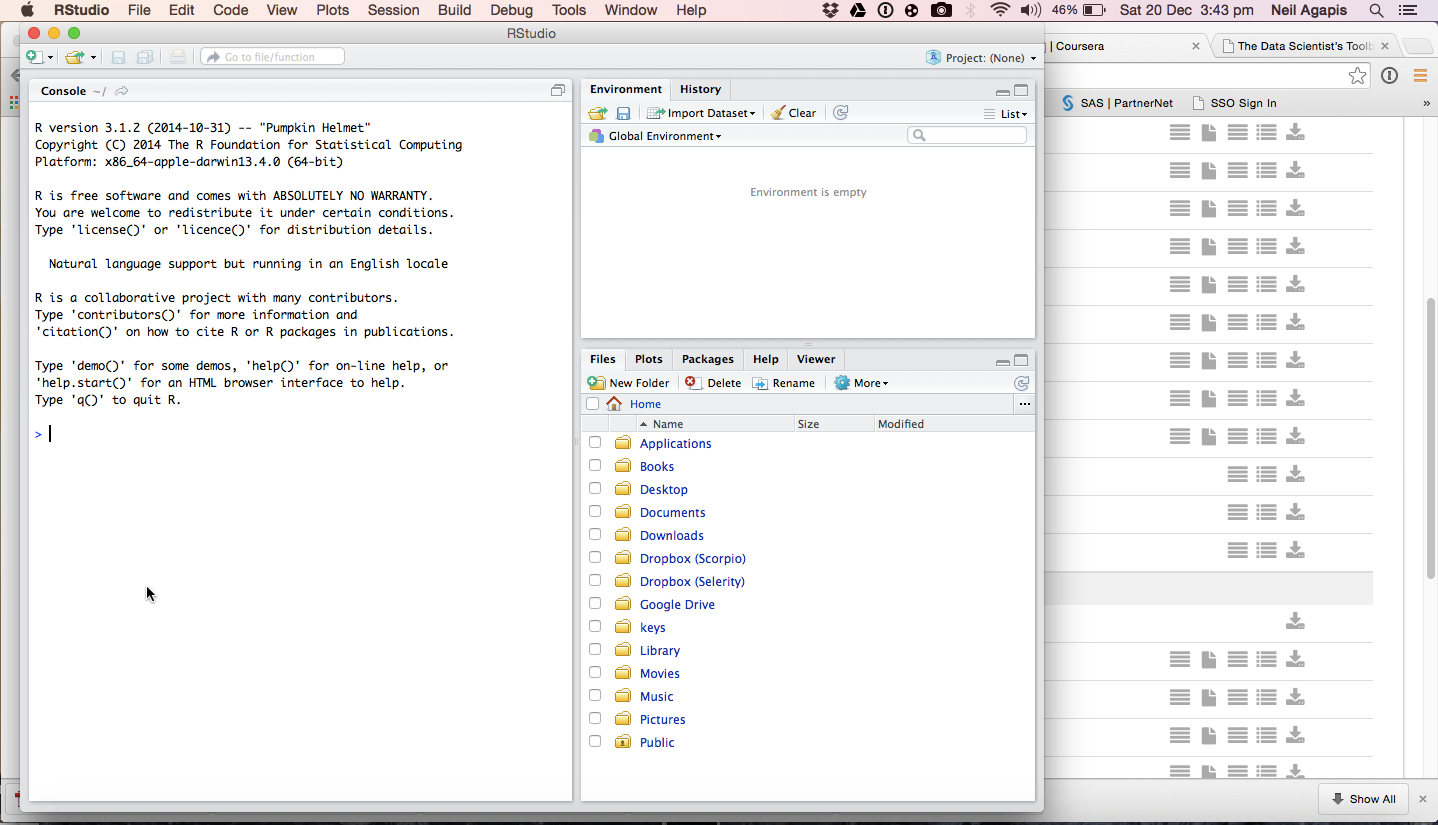 RStudio File Edit Code View Plots Session Build Debug Tools Window Help 46% Sat 20 Dec 3:43 pm Neil Agapis
RStudio
| Coursera
The Data Scientist's Toolb
Go to file/function
Project: (None)
SAS | PartnerNet
SSO Sign In
»
Console ~/
R version 3.1.2 (2014-10-31) -- "Pumpkin Helmet"
Copyright (C) 2014 The R Foundation for Statistical Computing
Platform: x86_64-apple-darwin13.4.0 (64-bit)
R is free software and comes with ABSOLUTELY NO WARRANTY.
You are welcome to redistribute it under certain conditions.
Type 'license()' or 'licence()' for distribution details.
Natural language support but running in an English locale
R is a collaborative project with many contributors.
Type 'contributors()' for more information and
'citation()' on how to cite R or R packages in publications.
Type 'demo()' for some demos, 'help()' for on-line help, or
'help.start()' for an HTML browser interface to help.
Type 'q()' to quit R.
>
Environment History
Import Dataset Clear List
Global Environment
Environment is empty
Files Plots Packages Help Viewer
New Folder Delete Rename More
Home ...
Name Size Modified
Applications
Books
Desktop
Documents
Downloads
Dropbox (Scorpio)
Dropbox (Selerity)
Google Drive
keys
Library
Movies
Music
Pictures
Public
Show All